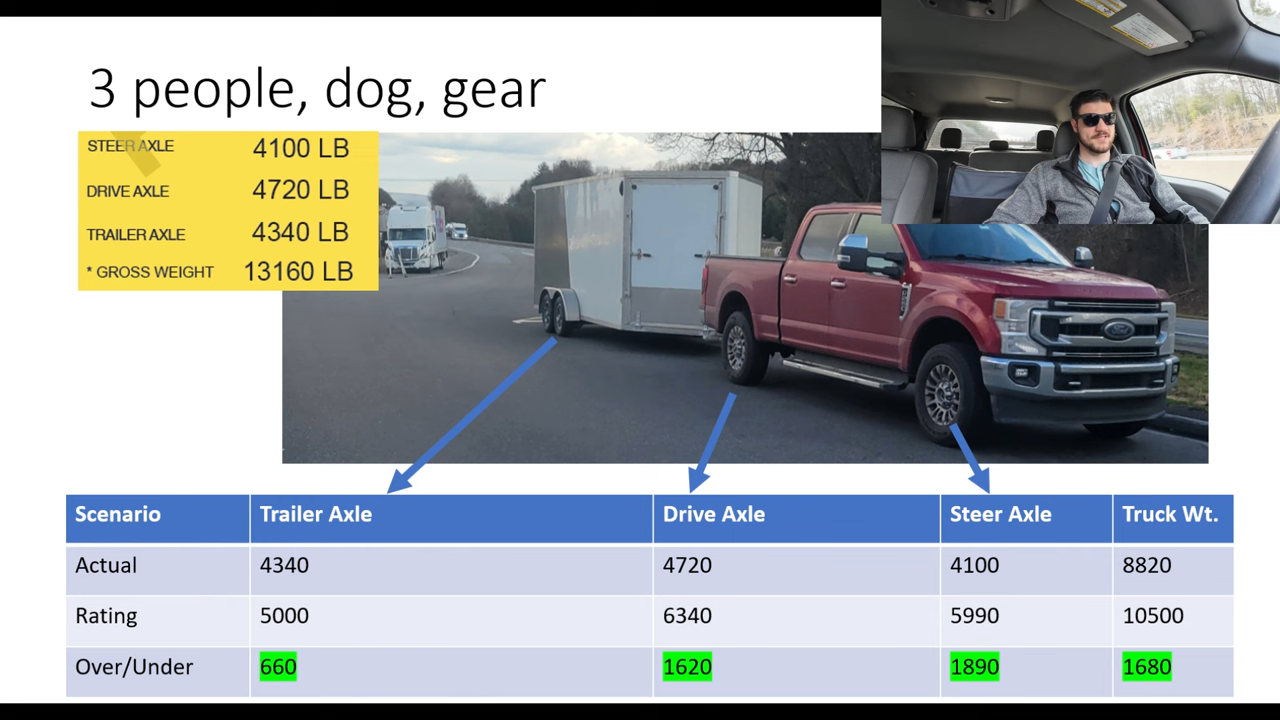 3 people, dog, gear
STEER AXLE 4100 LB
DRIVE AXLE 4720 LB
TRAILER AXLE 4340 LB
* GROSS WEIGHT 13160 LB
Ford
Scenario Trailer Axle Drive Axle Steer Axle Truck Wt.
Actual 4340 4720 4100 8820
Rating 5000 6340 5990 10500
Over/Under 660 1620 1890 1680